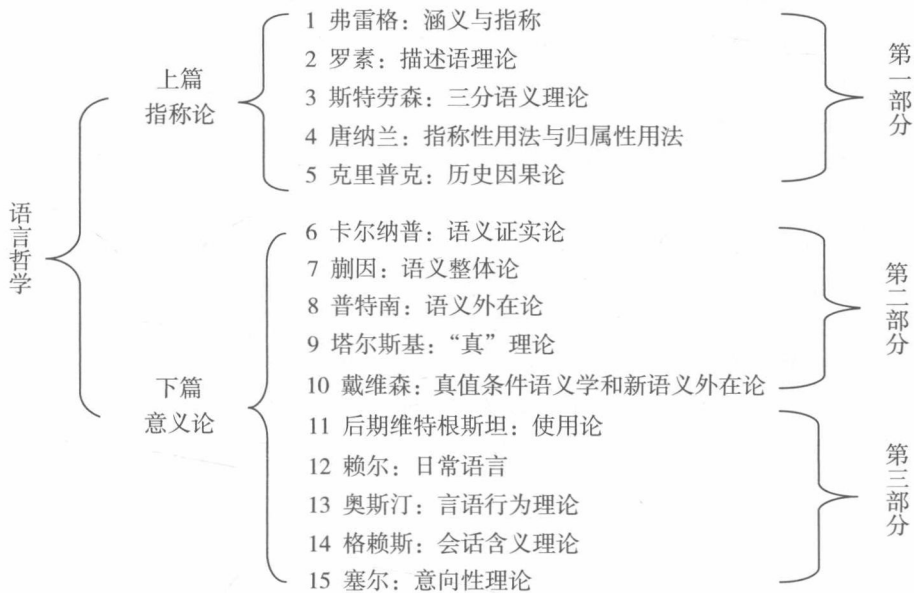 语言哲学
上篇
指称论
1 弗雷格：涵义与指称
2 罗素：描述语理论
3 斯特劳森：三分语义理论
4 唐纳兰：指称性用法与归属性用法
5 克里普克：历史因果论
第一部分
下篇
意义论
6 卡尔纳普：语义证实论
7 蒯因：语义整体论
8 普特南：语义外在论
9 塔尔斯基：“真”理论
10 戴维森：真值条件语义学和新语义外在论
第二部分
11 后期维特根斯坦：使用论
12 赖尔：日常语言
13 奥斯汀：言语行为理论
14 格赖斯：会话含义理论
15 塞尔：意向性理论
第三部分